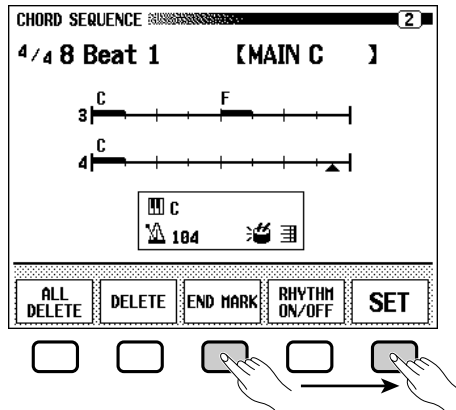 CHORD SEQUENCE 2
4/4 8 Beat 1 【MAIN C 】
C F
3
C
4
C
104
ALL DELETE
DELETE
END MARK
RHYTHM ON/OFF
SET